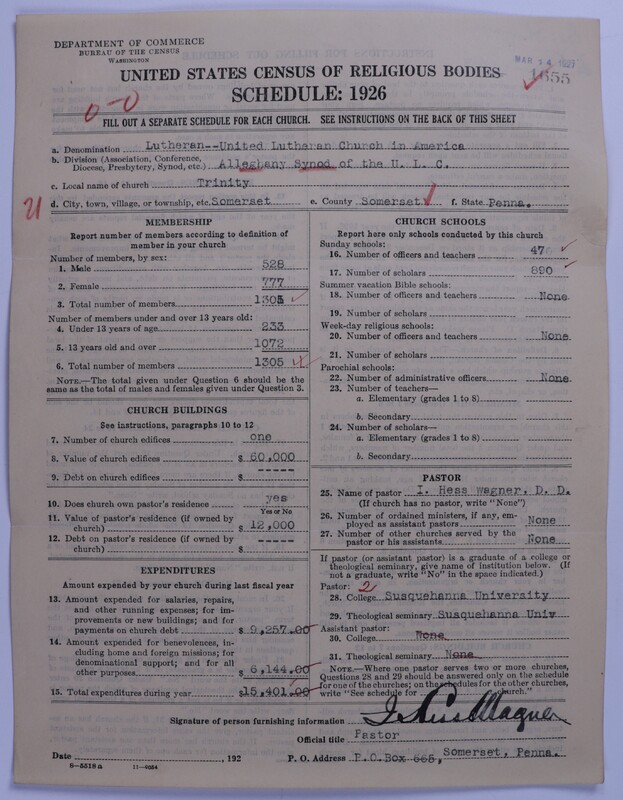 DEPARTMENT OF COMMERCE
BUREAU OF THE CENSUS
WASHINGTON
MAR 14 1927
1655
UNITED STATES CENSUS OF RELIGIOUS BODIES
SCHEDULE: 1926
0-0
FILL OUT A SEPARATE SCHEDULE FOR EACH CHURCH. SEE INSTRUCTIONS ON THE BACK OF THIS SHEET
a. Denomination Lutheran--United Lutheran Church in America
b. Division (Association, Conference, Diocese, Presbytery, Synod, etc.) Alleghany Synod of the U. L. C.
c. Local name of church Trinity
21
d. City, town, village, or township, etc. Somerset e. County Somerset f. State Penna.
MEMBERSHIP
Report number of members according to definition of
member in your church
Number of members, by sex:
1. Male 528
2. Female 777
3. Total number of members 1305
Number of members under and over 13 years old:
4. Under 13 years of age 233
5. 13 years old and over 1072
6. Total number of members 1305
NOTE.—The total given under Question 6 should be
same as the total of males and females given under Question 3.
CHURCH BUILDINGS
See instructions, paragraphs 10 to 12
7. Number of church edifices one
8. Value of church edifices $ 60,000
9. Debt on church edifices $ -----
10. Does church own pastor's residence yes
Yes or No
11. Value of pastor's residence (if owned by
church) $ 12,000
12. Debt on pastor's residence (if owned by
church) $ -----
EXPENDITURES
Amount expended by your church during last fiscal year
13. Amount expended for salaries, repairs,
and other running expenses; for im-
provements or new buildings; and for
payments on church debt $ 9,257.00
14. Amount expended for benevolences, in-
cluding home and foreign missions; for
denominational support; and for all
other purposes 6,144.00
15. Total expenditures during year $15,401.00
CHURCH SCHOOLS
Report here only schools conducted by this church
Sunday schools:
16. Number of officers and teachers 47
17. Number of scholars 890
Summer vacation Bible schools:
18. Number of officers and teachers None
19. Number of scholars
Week-day religious schools:
20. Number of officers and teachers None
21. Number of scholars
Parochial schools:
22. Number of administrative officers None
23. Number of teachers—
a. Elementary (grades 1 to 8)
b. Secondary
24. Number of scholars—
a. Elementary (grades 1 to 8)
b. Secondary
PASTOR
25. Name of pastor I. Hess Wagner, D. D.
(If church has no pastor, write "None")
26. Number of ordained ministers, if any, em-
ployed as assistant pastors None
27. Number of other churches served by the
pastor or his assistants None
If pastor (or assistant pastor) is a graduate of a college or
theological seminary, give name of institution below. (If
not a graduate, write "No" in the space indicated.)
Pastor: 2
28. College Susquehanna University
29. Theological seminary Susquehanna Univ
Assistant pastor:
30. College None
31. Theological seminary None
NOTE.—Where one pastor serves two or more churches,
Questions 28 and 29 should be answered only on the schedule
for one of the churches; on the schedules for the other churches,
write "See schedule for church."
Signature of person furnishing information I Hess Wagner
Official title Pastor
Date , 192 P. O. Address P.O.Box 665, Somerset, Penna.
8—5518 a 11—6054